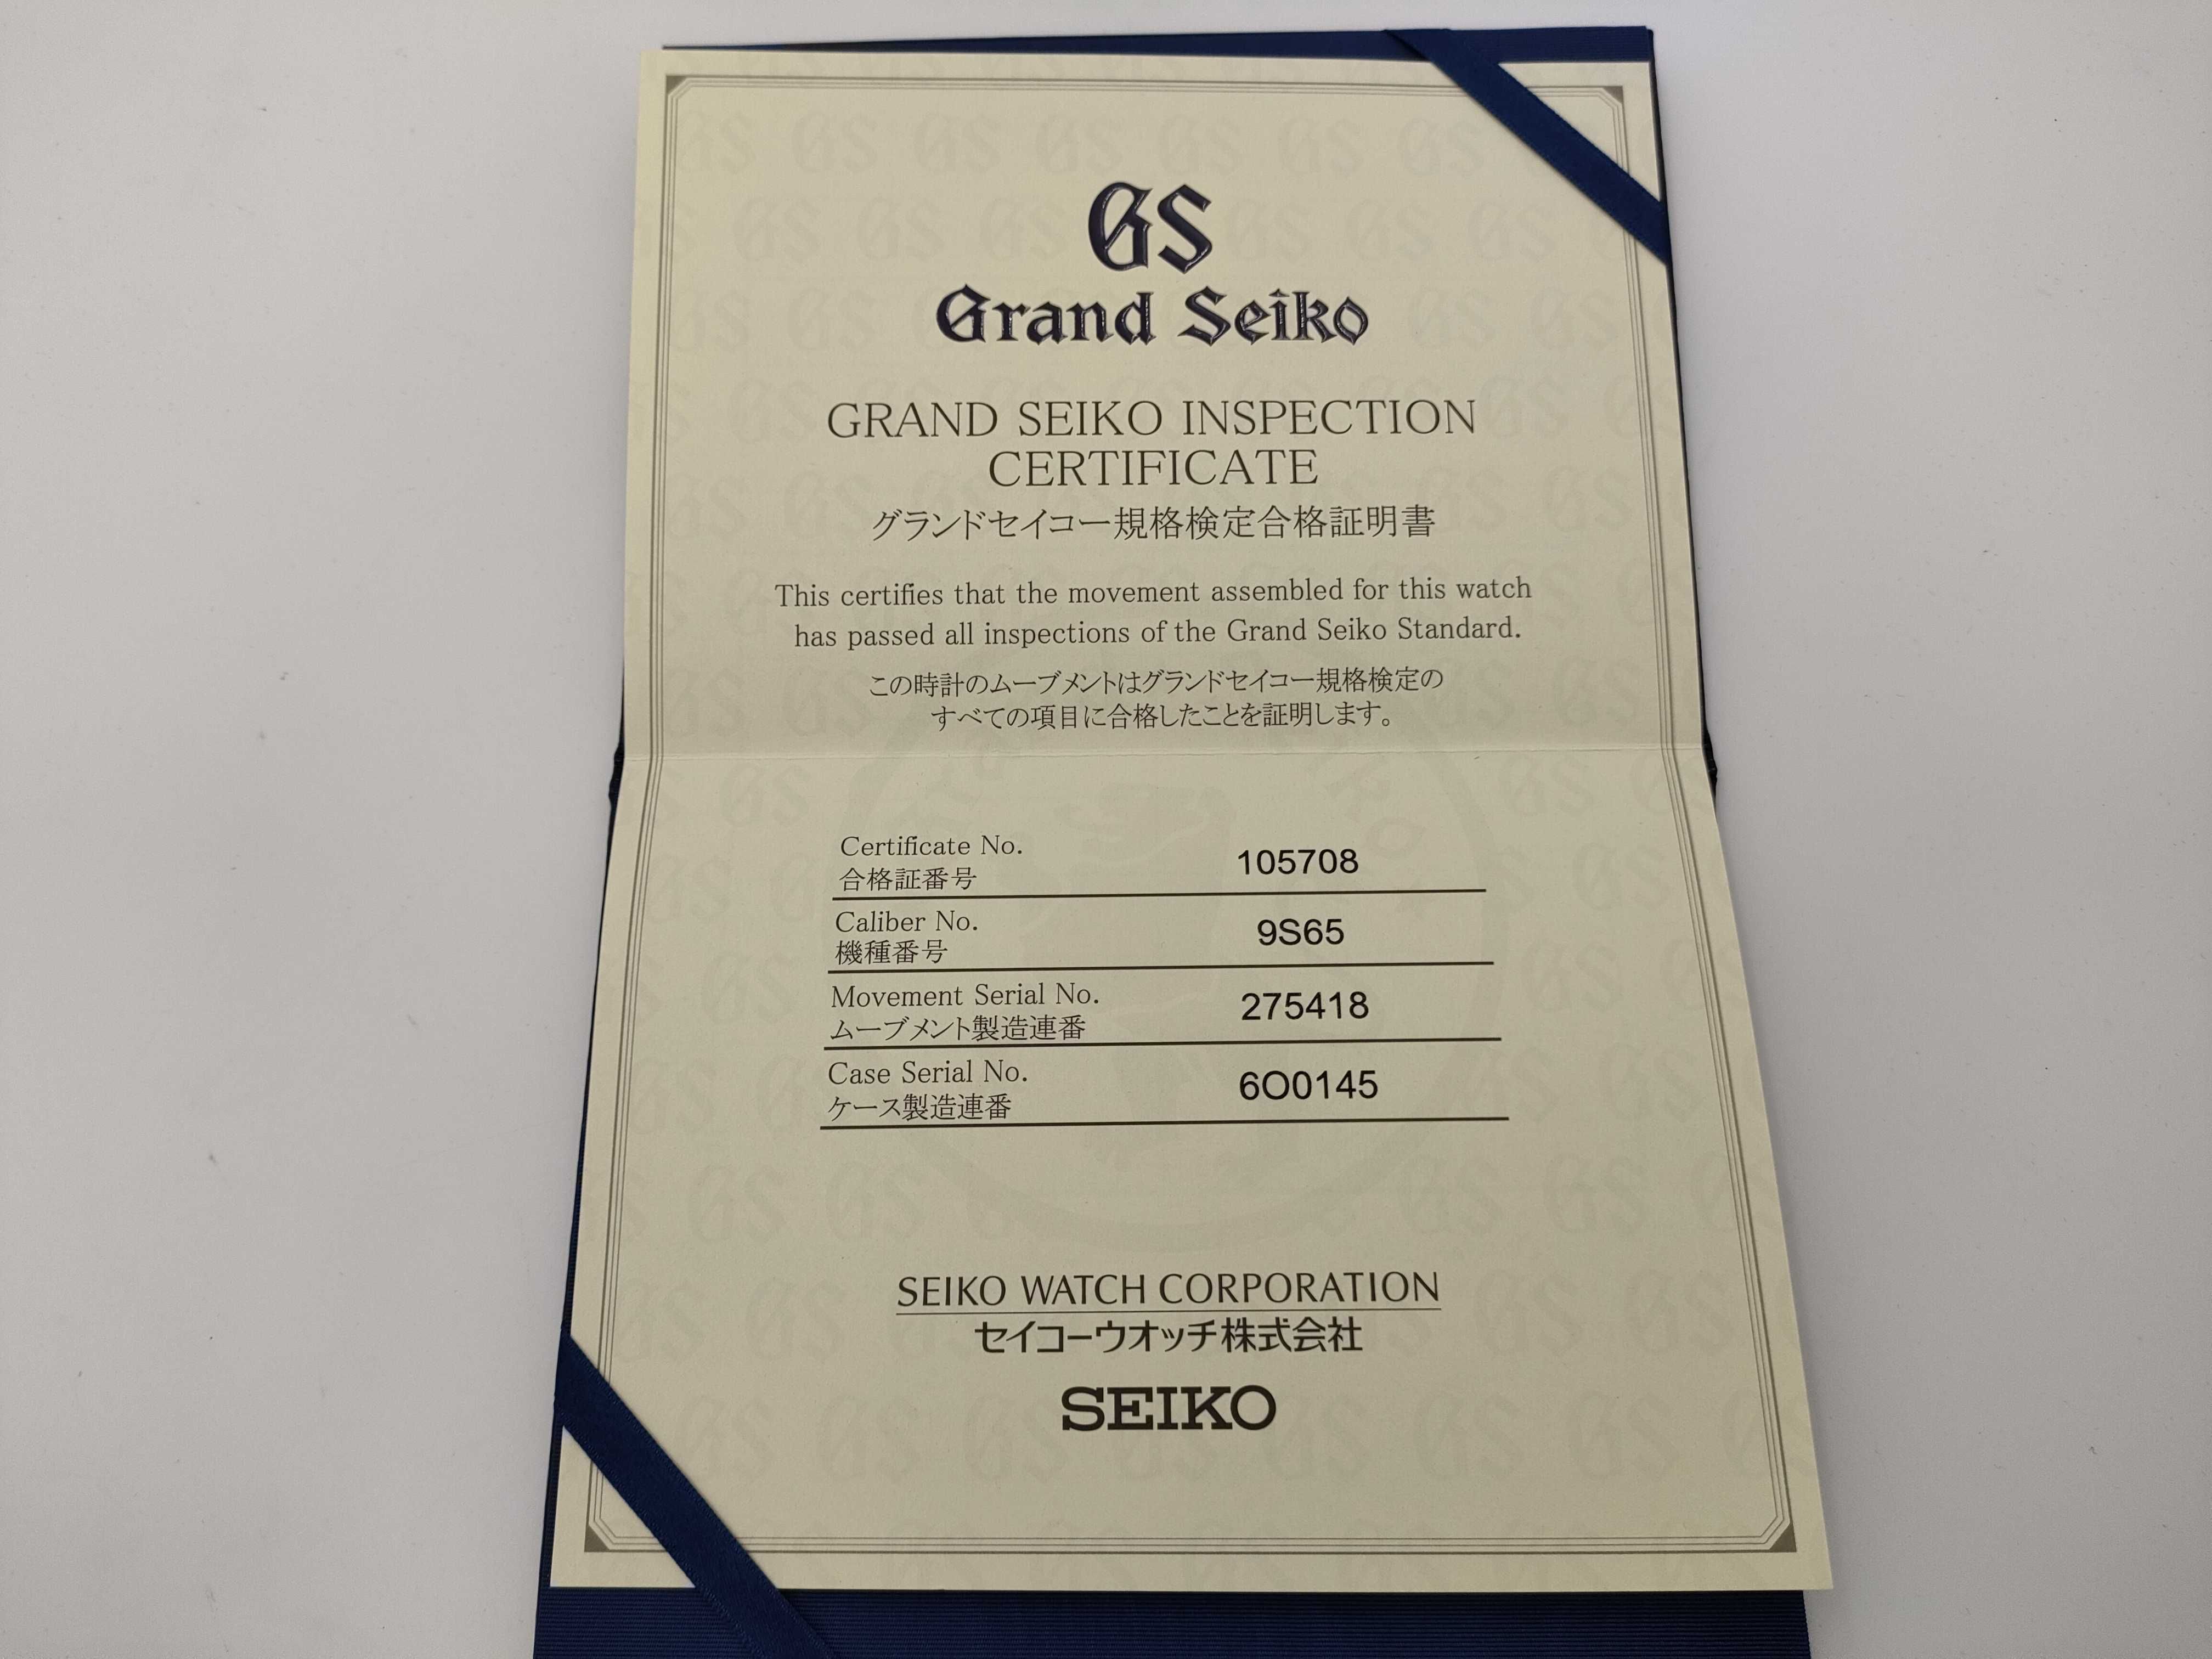 GS
Grand Seiko
GRAND SEIKO INSPECTION
CERTIFICATE
グランドセイコー規格検定合格証明書
This certifies that the movement assembled for this watch
has passed all inspections of the Grand Seiko Standard.
この時計のムーブメントはグランドセイコー規格検定の
すべての項目に合格したことを証明します。
Certificate No.
合格証番号
105708
Caliber No.
機種番号
9S65
Movement Serial No.
ムーブメント製造連番
275418
Case Serial No.
ケース製造連番
6O0145
SEIKO WATCH CORPORATION
セイコーウオッチ株式会社
SEIKO